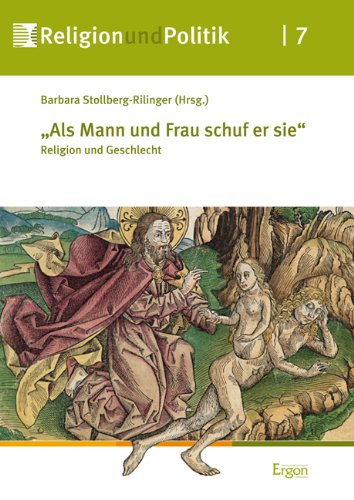 ReligionundPolitik | 7
Barbara Stollberg-Rilinger (Hrsg.)
„Als Mann und Frau schuf er sie“
Religion und Geschlecht
Ergon